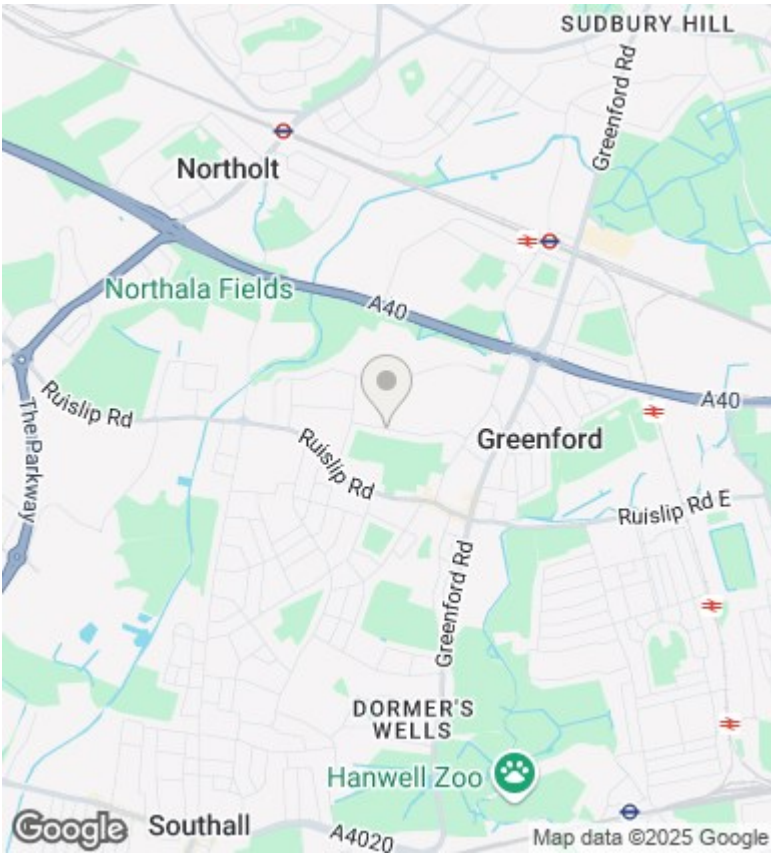 SUDBURY HILL
Greenford Rd
Northolt
Northala Fields
A40
Ruislip Rd
The Parkway
Ruislip Rd
Greenford
A40
Ruislip Rd E
Greenford Rd
DORMER'S
WELLS
Hanwell Zoo
Google
Southall
A4020
Map data ©2025 Google